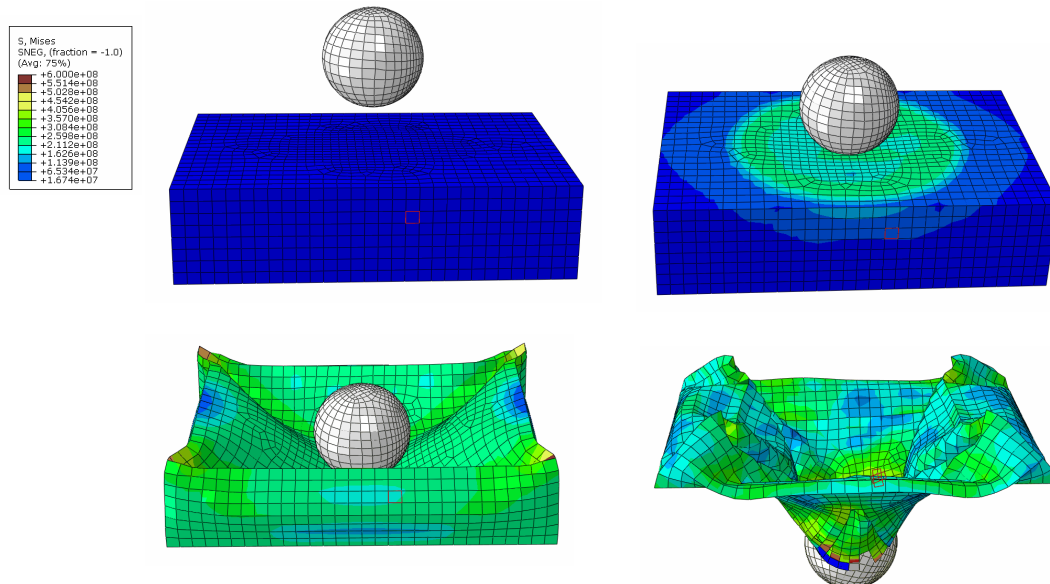 S, Mises
SNEG, (fraction = -1.0)
(Avg: 75%)
+6.000e+08
+5.514e+08
+5.028e+08
+4.542e+08
+4.056e+08
+3.570e+08
+3.084e+08
+2.598e+08
+2.112e+08
+1.626e+08
+1.139e+08
+6.534e+07
+1.674e+07